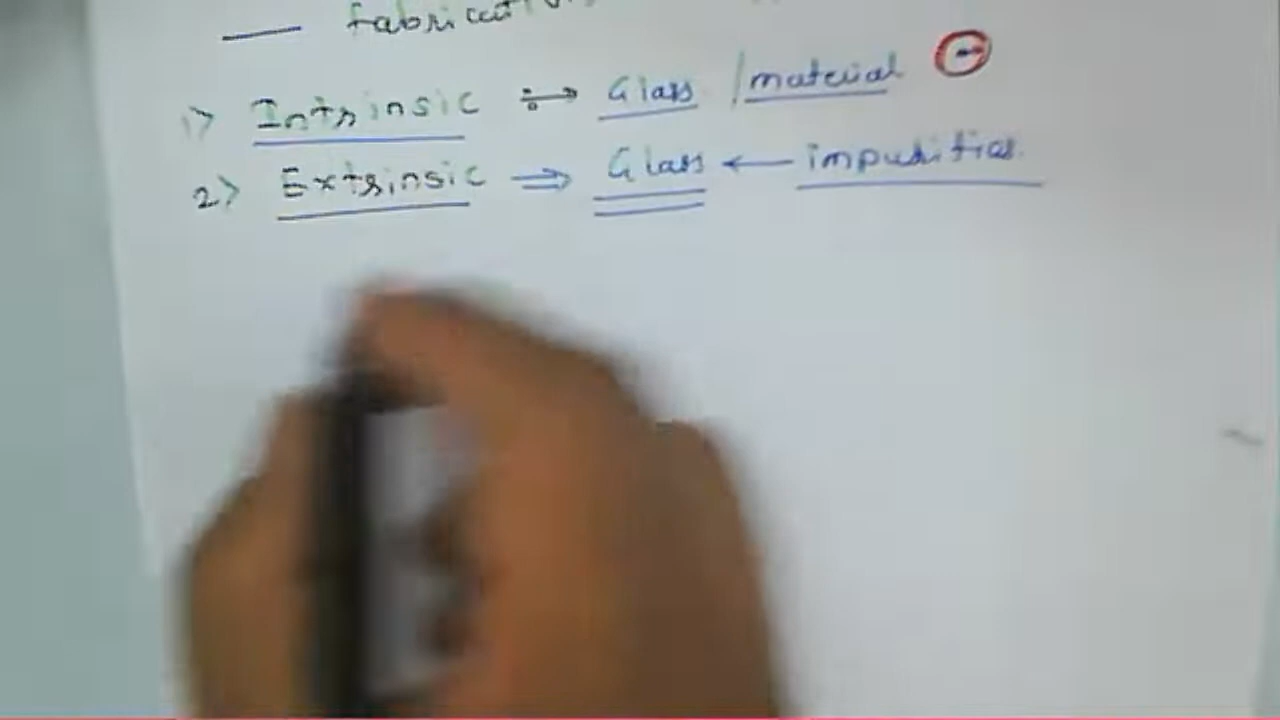 1) Intrinsic ÷→ Glass / material
2) Extrinsic ⇒ Glass ← impurities